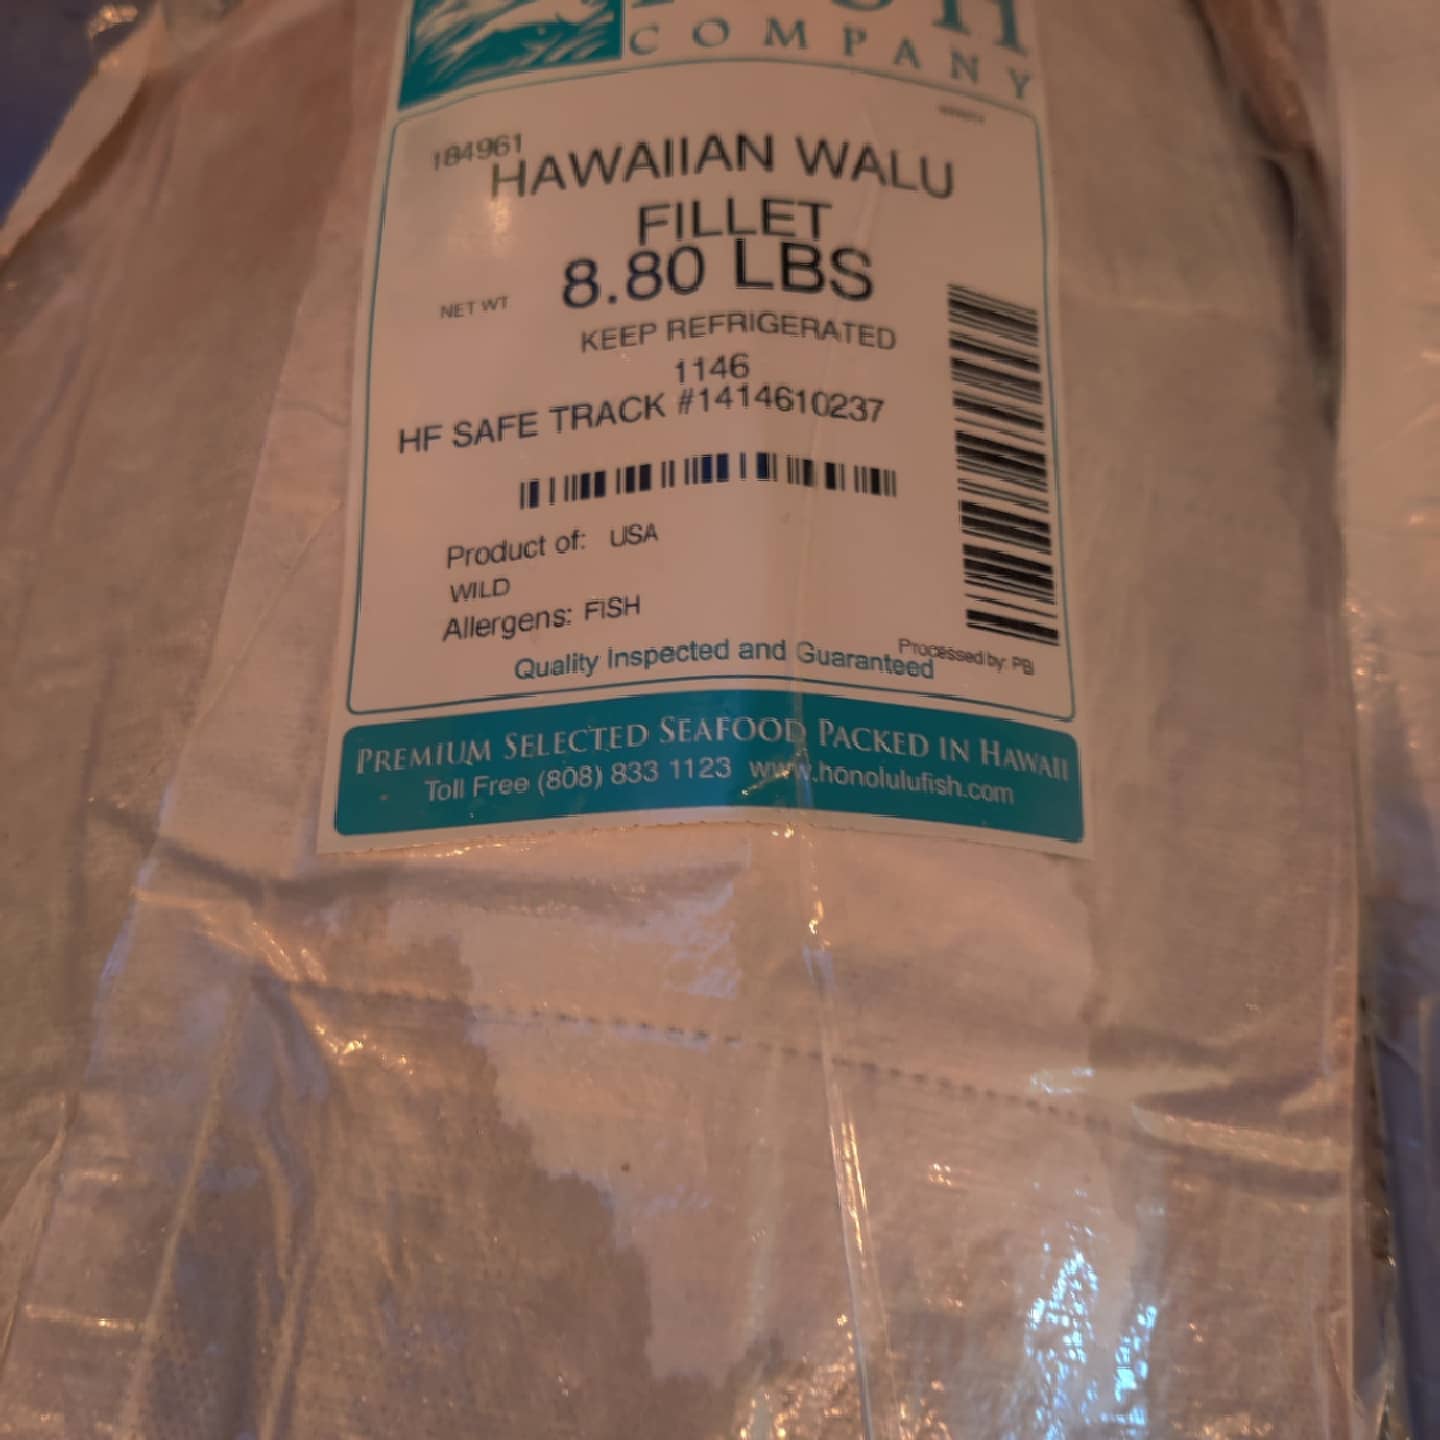 COMPANY
184961
HAWAIIAN WALU
FILLET
NET WT 8.80 LBS
KEEP REFRIGERATED
1146
HF SAFE TRACK #1414610237
Product of: USA
WILD
Allergens: FISH
Quality Inspected and Guaranteed
Processed by: PBI
PREMIUM SELECTED SEAFOOD PACKED IN HAWAII
Toll Free (808) 833 1123 www.honolulufish.com